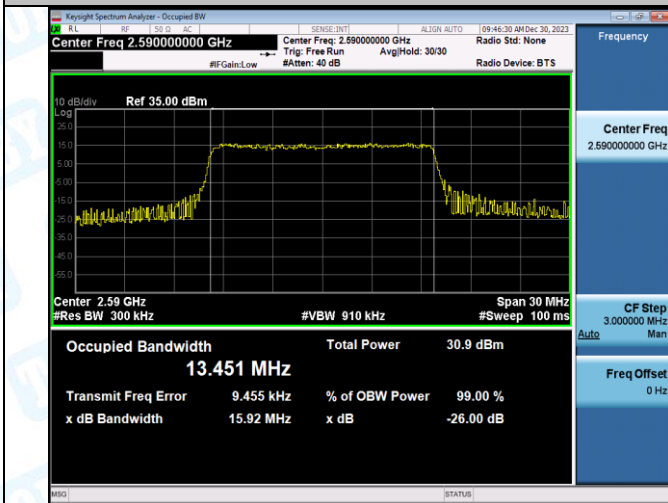 Keysight Spectrum Analyzer - Occupied BW
RL RF 50 Ω AC SENSE:INT ALIGN AUTO 09:46:30 AM Dec 30, 2023
Center Freq 2.590000000 GHz
Center Freq: 2.590000000 GHz
Radio Std: None
Trig: Free Run Avg|Hold: 30/30
#IFGain:Low #Atten: 40 dB Radio Device: BTS
Frequency
10 dB/div Ref 35.00 dBm
Log
25.0
15.0
5.00
-5.00
-15.0
-25.0
-35.0
-45.0
-55.0
Center 2.59 GHz Span 30 MHz
#Res BW 300 kHz #VBW 910 kHz #Sweep 100 ms
Occupied Bandwidth Total Power 30.9 dBm
13.451 MHz
Transmit Freq Error 9.455 kHz % of OBW Power 99.00 %
x dB Bandwidth 15.92 MHz x dB -26.00 dB
Center Freq
2.590000000 GHz
CF Step
3.000000 MHz
Auto Man
Freq Offset
0 Hz
MSG STATUS